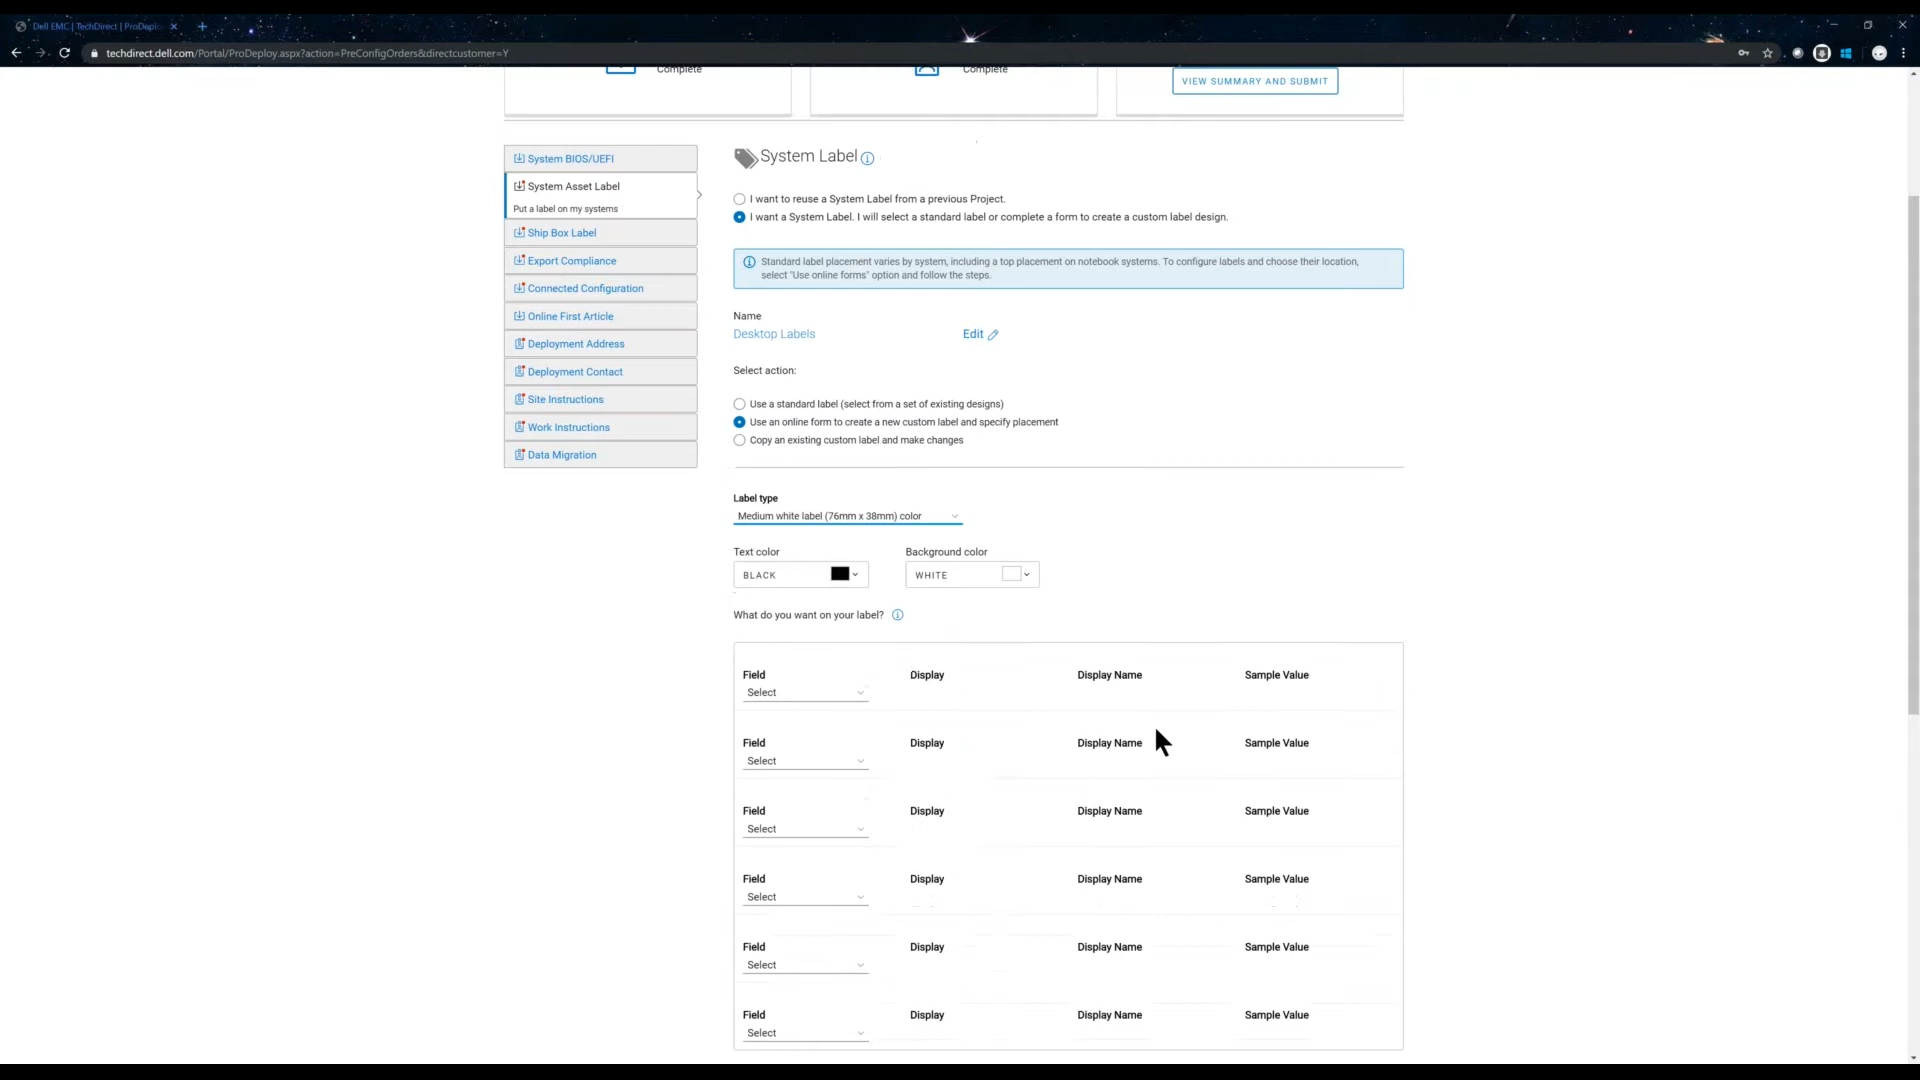 Dell EMC | TechDirect | ProDeplo
techdirect.dell.com/Portal/ProDeploy.aspx?action=PreConfigOrders&directcustomer=Y
Complete
Complete
VIEW SUMMARY AND SUBMIT
System BIOS/UEFI
System Asset Label
Put a label on my systems
Ship Box Label
Export Compliance
Connected Configuration
Online First Article
Deployment Address
Deployment Contact
Site Instructions
Work Instructions
Data Migration
System Label
I want to reuse a System Label from a previous Project.
I want a System Label. I will select a standard label or complete a form to create a custom label design.
Standard label placement varies by system, including a top placement on notebook systems. To configure labels and choose their location,
select "Use online forms" option and follow the steps.
Name
Desktop Labels Edit
Select action:
Use a standard label (select from a set of existing designs)
Use an online form to create a new custom label and specify placement
Copy an existing custom label and make changes
Label type
Medium white label (76mm x 38mm) color
Text color Background color
BLACK WHITE
What do you want on your label?
Field Display Display Name Sample Value
Select
Field Display Display Name Sample Value
Select
Field Display Display Name Sample Value
Select
Field Display Display Name Sample Value
Select
Field Display Display Name Sample Value
Select
Field Display Display Name Sample Value
Select